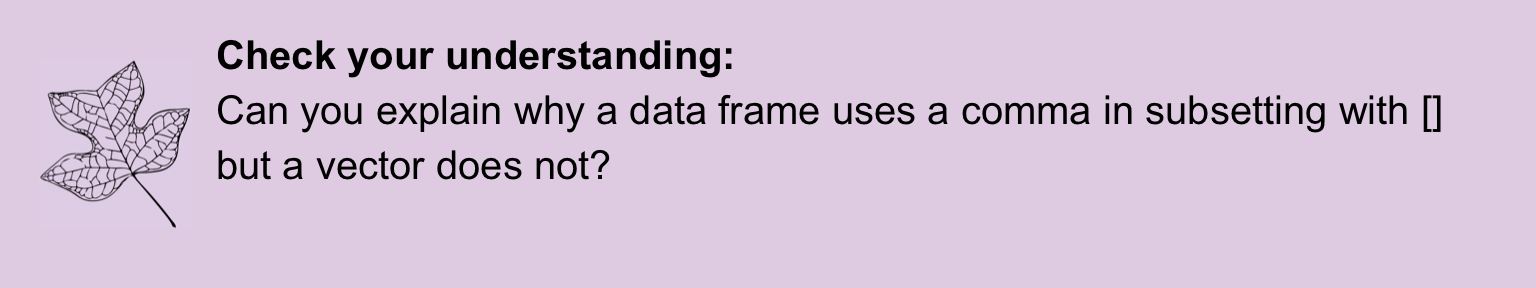 Check your understanding:
Can you explain why a data frame uses a comma in subsetting with []
but a vector does not?